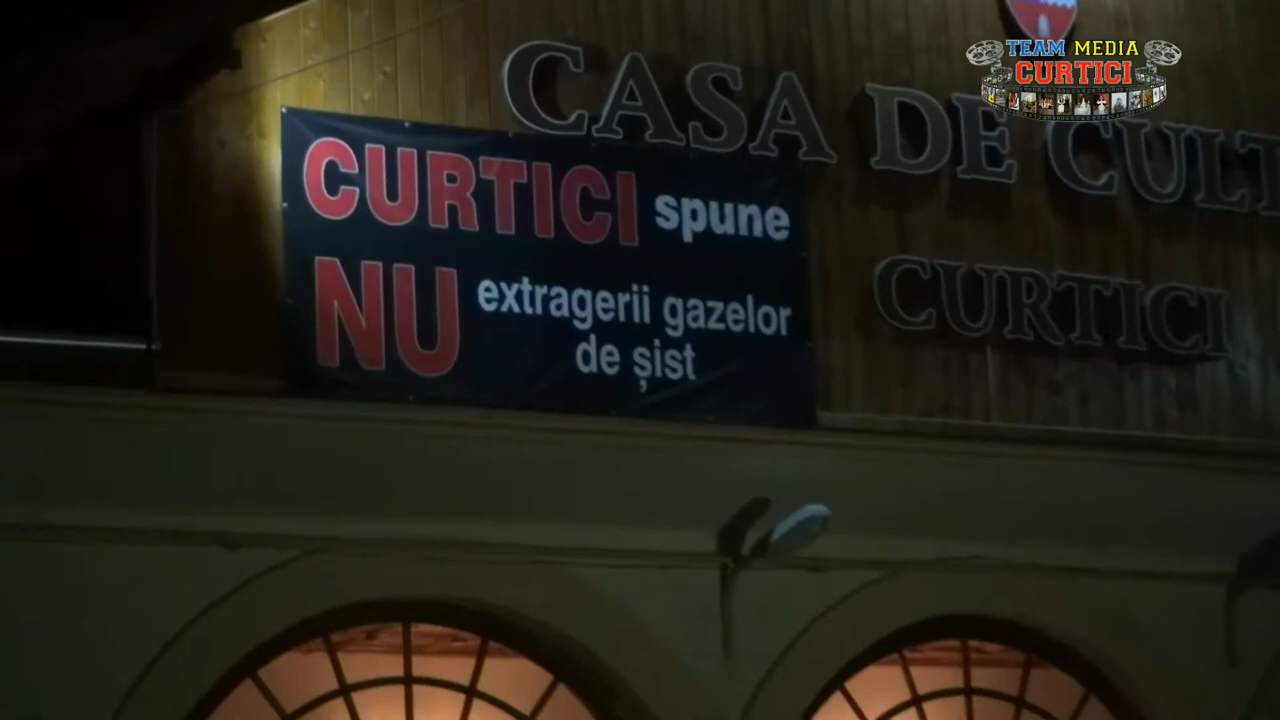 TEAM MEDIA
CURTICI
CASA DE CULT
CURTICI
CURTICI spune
NU extragerii gazelor
de șist